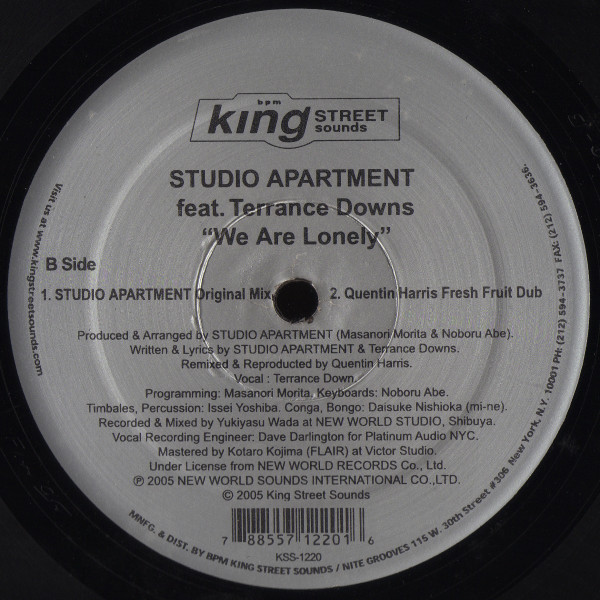 bpm
king STREET
sounds
STUDIO APARTMENT
feat. Terrance Downs
“We Are Lonely”
B Side
1. STUDIO APARTMENT Original Mix
2. Quentin Harris Fresh Fruit Dub
Produced & Arranged by STUDIO APARTMENT (Masanori Morita & Noboru Abe).
Written & Lyrics by STUDIO APARTMENT & Terrance Downs.
Remixed & Reproducted by Quentin Harris.
Vocal : Terrance Down.
Programming: Masanori Morita, Keyboards: Noboru Abe.
Timbales, Percussion: Issei Yoshiba. Conga, Bongo: Daisuke Nishioka (mi-ne).
Recorded & Mixed by Yukiyasu Wada at NEW WORLD STUDIO, Shibuya.
Vocal Recording Engineer: Dave Darlington for Platinum Audio NYC.
Mastered by Kotaro Kojima (FLAIR) at Victor Studio.
Under License from NEW WORLD RECORDS Co., Ltd.
℗ 2005 NEW WORLD SOUNDS INTERNATIONAL CO.,LTD.
© 2005 King Street Sounds
7 88557 12201 6
KSS-1220
Visit us at www.kingstreetsounds.com
MNFG. & DIST. BY BPM KING STREET SOUNDS / NITE GROOVES 115 W. 30th Street #306 New York, N.Y. 10001 PH: (212) 594-3737 FAX: (212) 594-3636.